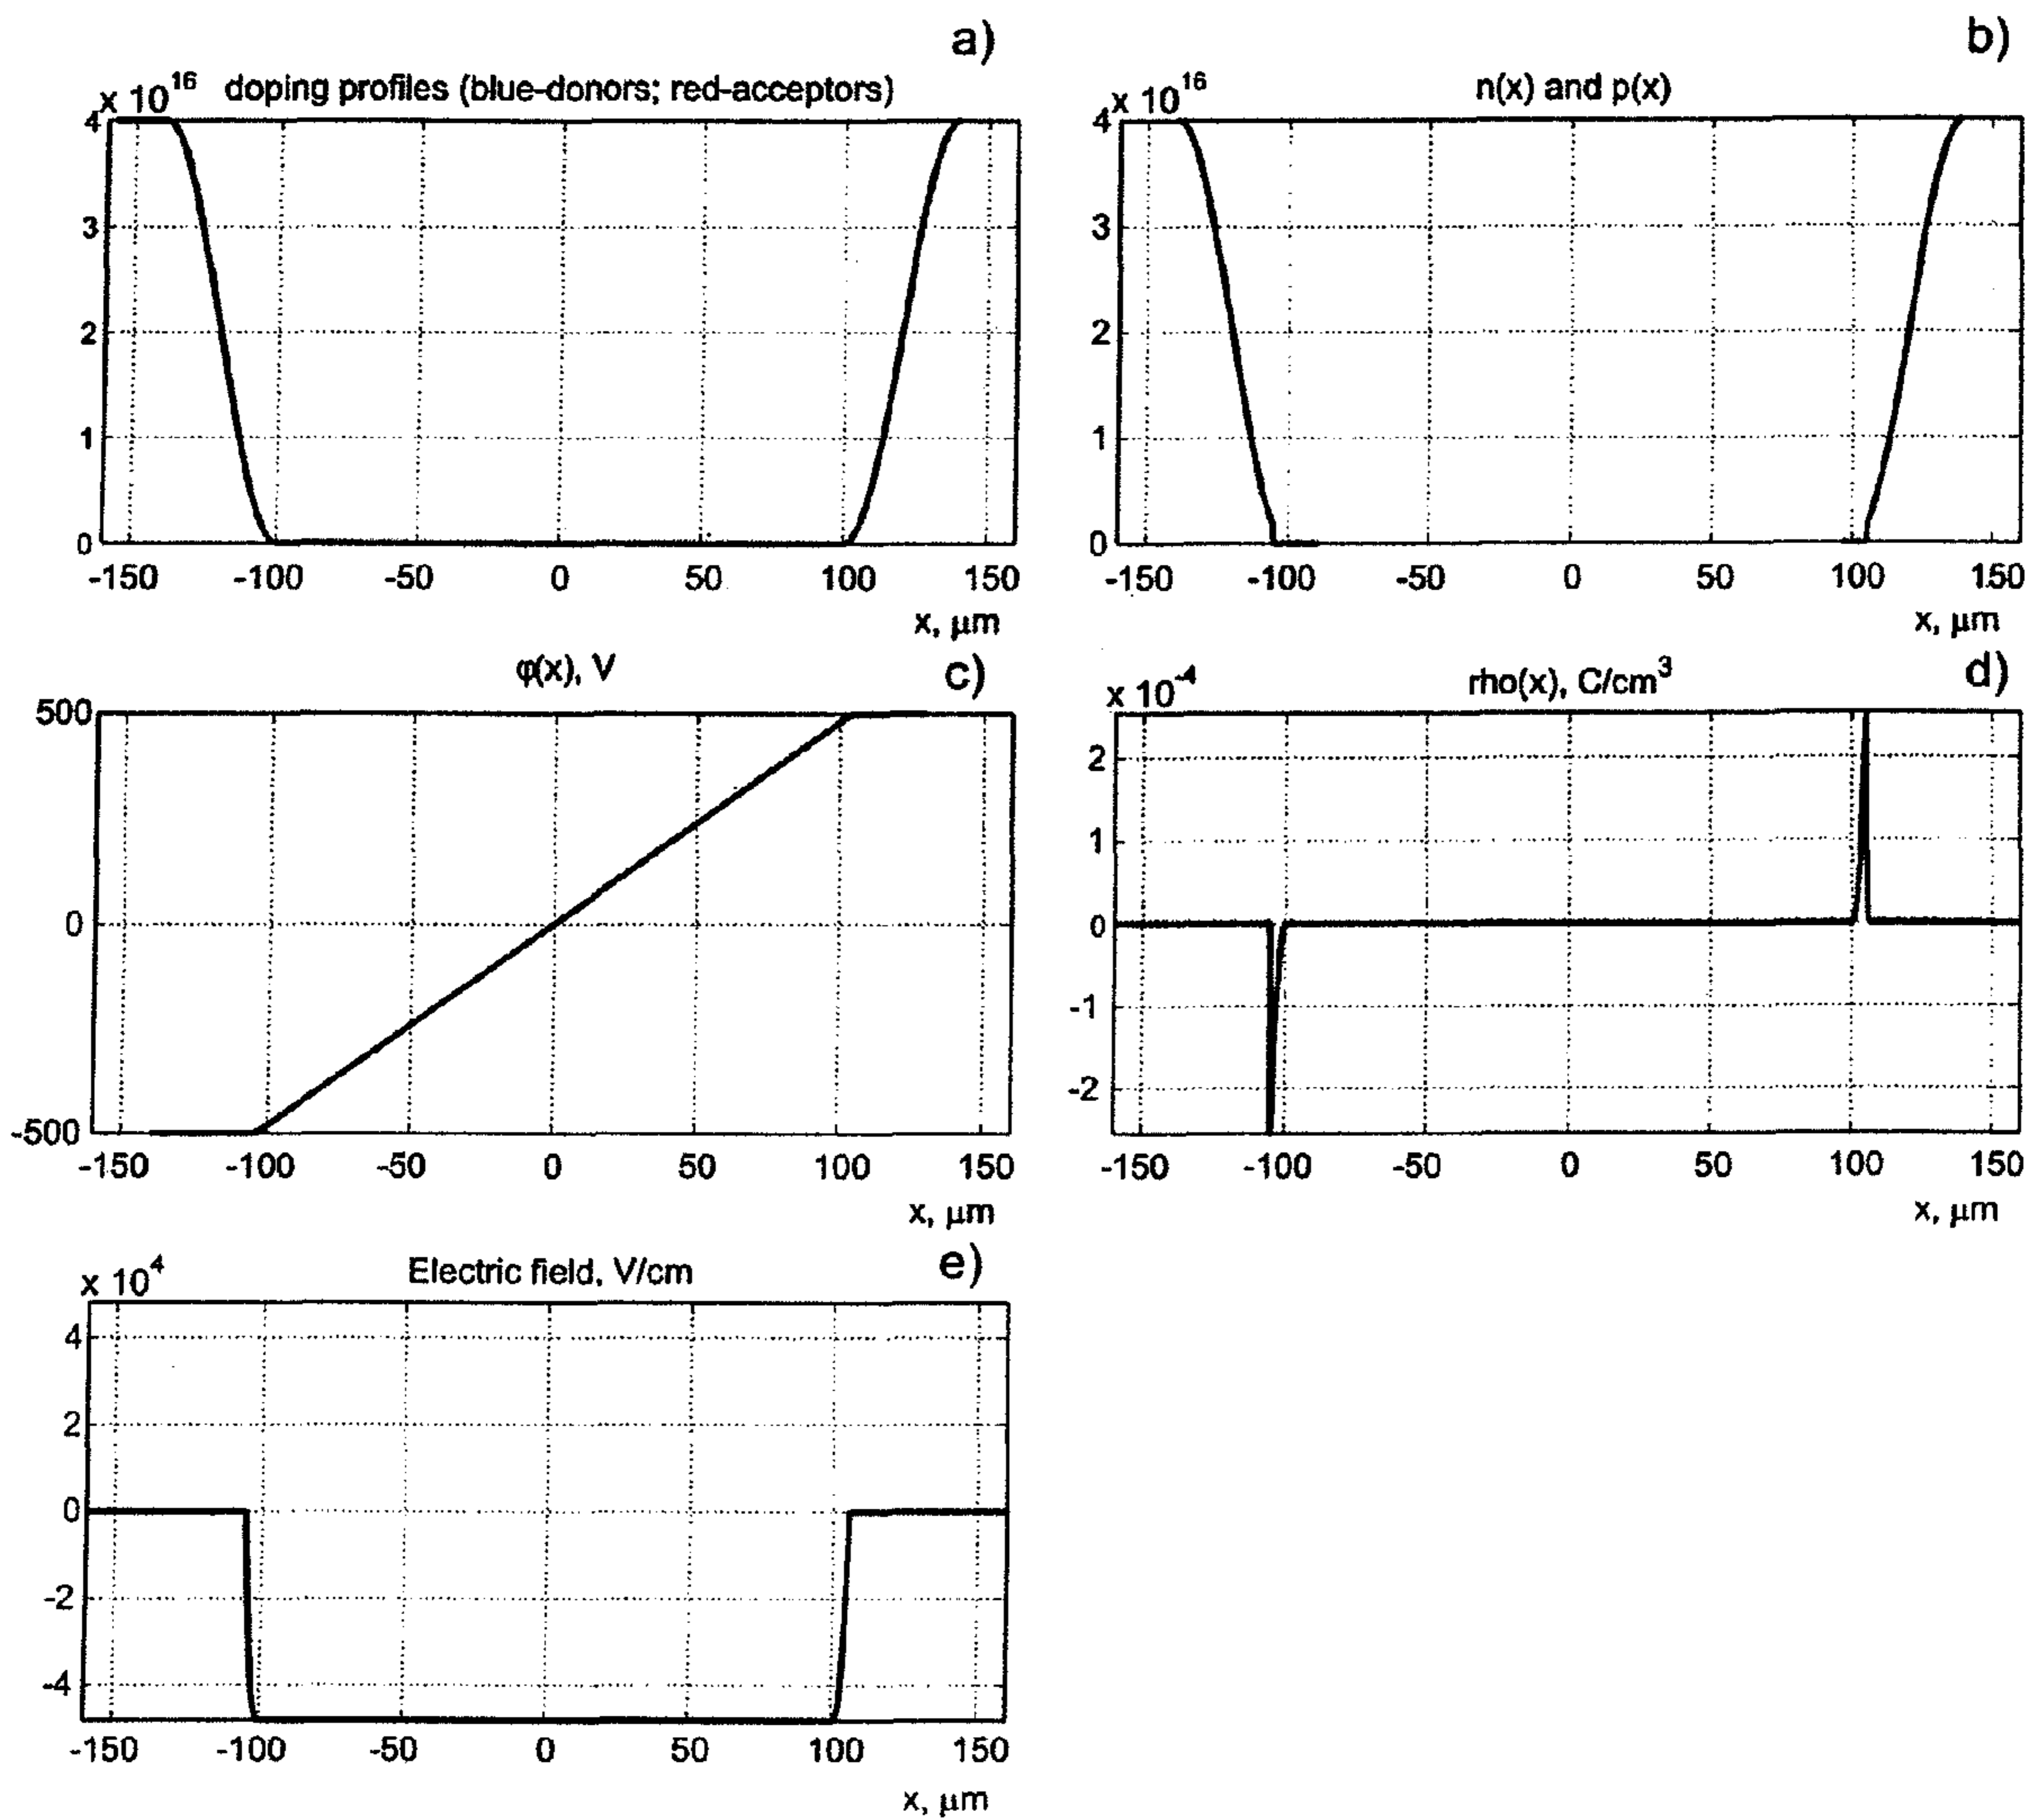 a)
x 10^16 doping profiles (blue-donors; red-acceptors)
4
3
2
1
0
-150 -100 -50 0 50 100 150
x, μm
b)
x 10^16 n(x) and p(x)
4
3
2
1
0
-150 -100 -50 0 50 100 150
x, μm
φ(x), V c)
500
0
-500
-150 -100 -50 0 50 100 150
x, μm
x 10^-4 rho(x), C/cm^3 d)
2
1
0
-1
-2
-150 -100 -50 0 50 100 150
x, μm
x 10^4 Electric field, V/cm e)
4
2
0
-2
-4
-150 -100 -50 0 50 100 150
x, μm